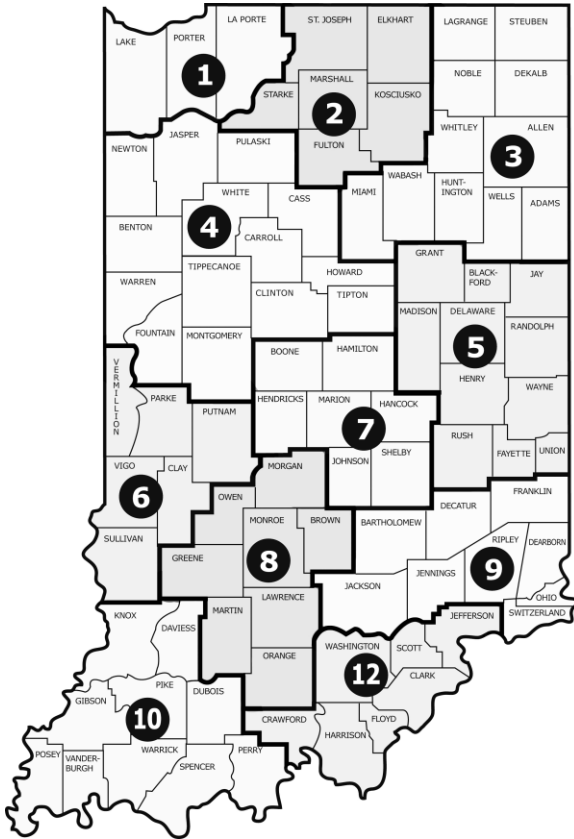 LA PORTE
ST. JOSEPH
ELKHART
LAGRANGE
STEUBEN
LAKE
PORTER
1
NOBLE
DEKALB
MARSHALL
STARKE
2
KOSCIUSKO
FULTON
WHITLEY
ALLEN
3
JASPER
NEWTON
PULASKI
WABASH
MIAMI
HUNT-
INGTON
WELLS
ADAMS
WHITE
CASS
BENTON
4
CARROLL
GRANT
TIPPECANOE
HOWARD
BLACK-
FORD
JAY
WARREN
CLINTON
TIPTON
MADISON
DELAWARE
RANDOLPH
5
FOUNTAIN
MONTGOMERY
BOONE
HAMILTON
HENRY
WAYNE
VERMILLION
PARKE
HENDRICKS
MARION
HANCOCK
PUTNAM
7
RUSH
FAYETTE
UNION
JOHNSON
SHELBY
VIGO
CLAY
MORGAN
6
OWEN
FRANKLIN
DECATUR
MONROE
BROWN
BARTHOLOMEW
SULLIVAN
RIPLEY
DEARBORN
GREENE
8
JENNINGS
9
JACKSON
LAWRENCE
OHIO
MARTIN
KNOX
JEFFERSON
SWITZERLAND
DAVIESS
WASHINGTON
SCOTT
ORANGE
12
CLARK
PIKE
DUBOIS
GIBSON
10
CRAWFORD
FLOYD
HARRISON
POSEY
VANDER-
BURGH
WARRICK
PERRY
SPENCER